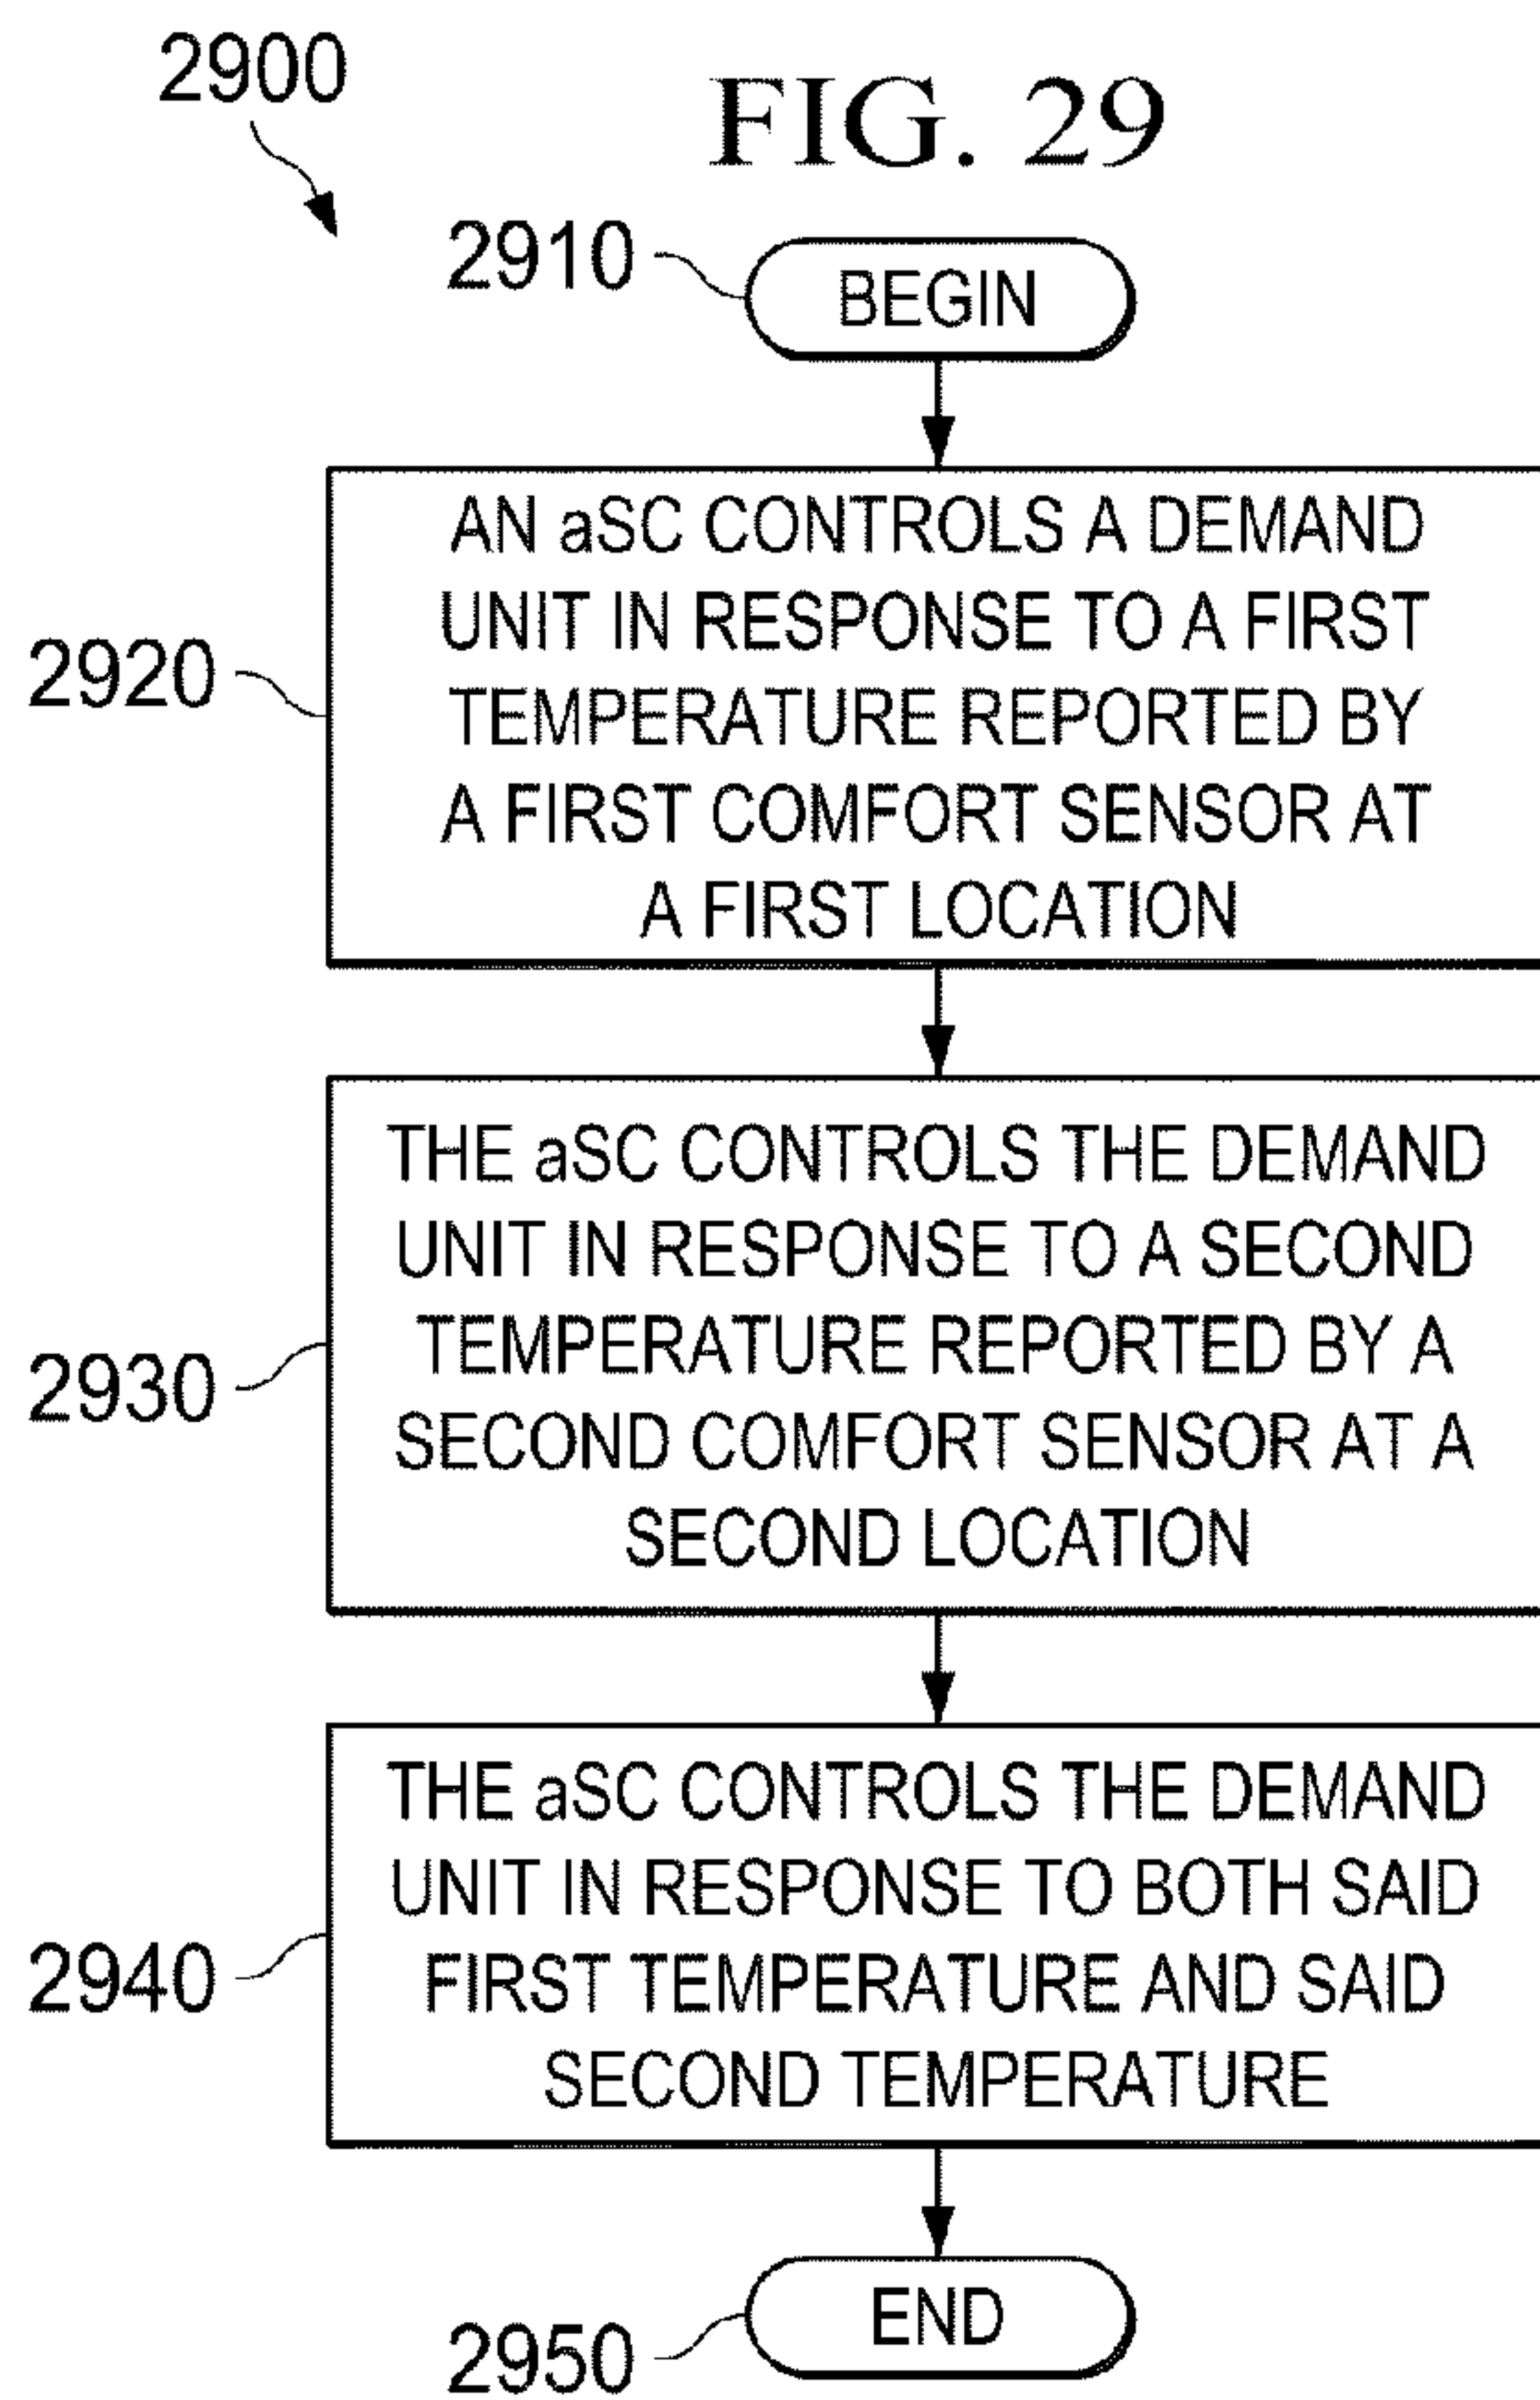 2900
FIG. 29
2910
BEGIN
AN aSC CONTROLS A DEMAND
UNIT IN RESPONSE TO A FIRST
2920
TEMPERATURE REPORTED BY
A FIRST COMFORT SENSOR AT
A FIRST LOCATION
THE aSC CONTROLS THE DEMAND
UNIT IN RESPONSE TO A SECOND
TEMPERATURE REPORTED BY A
2930
SECOND COMFORT SENSOR AT A
SECOND LOCATION
THE aSC CONTROLS THE DEMAND
UNIT IN RESPONSE TO BOTH SAID
2940
FIRST TEMPERATURE AND SAID
SECOND TEMPERATURE
END
2950